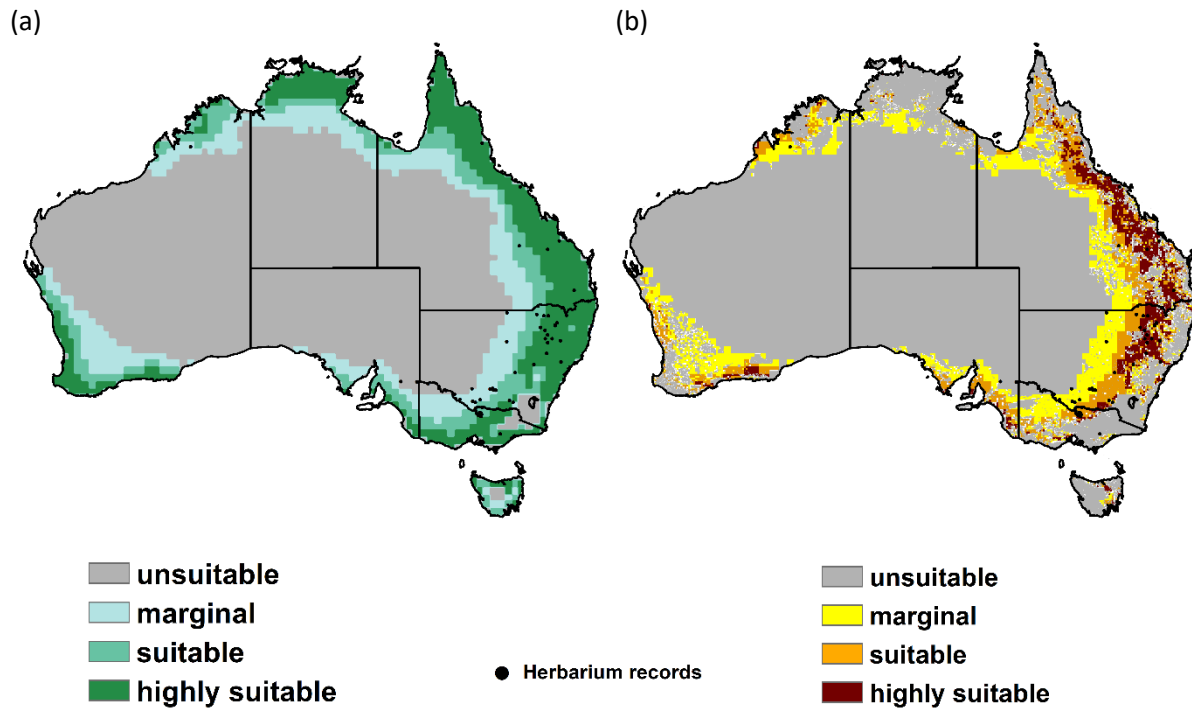 (a)
(b)
unsuitable
marginal
suitable
highly suitable
Herbarium records
unsuitable
marginal
suitable
highly suitable